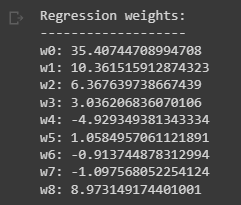 Regression weights:
-------------------
w0: 35.40744708994708
w1: 10.361515912874323
w2: 6.367639738667439
w3: 3.036206836070106
w4: -4.929349381343334
w5: 1.0584957061121891
w6: -0.913744878312994
w7: -1.097568052254124
w8: 8.973149174401001